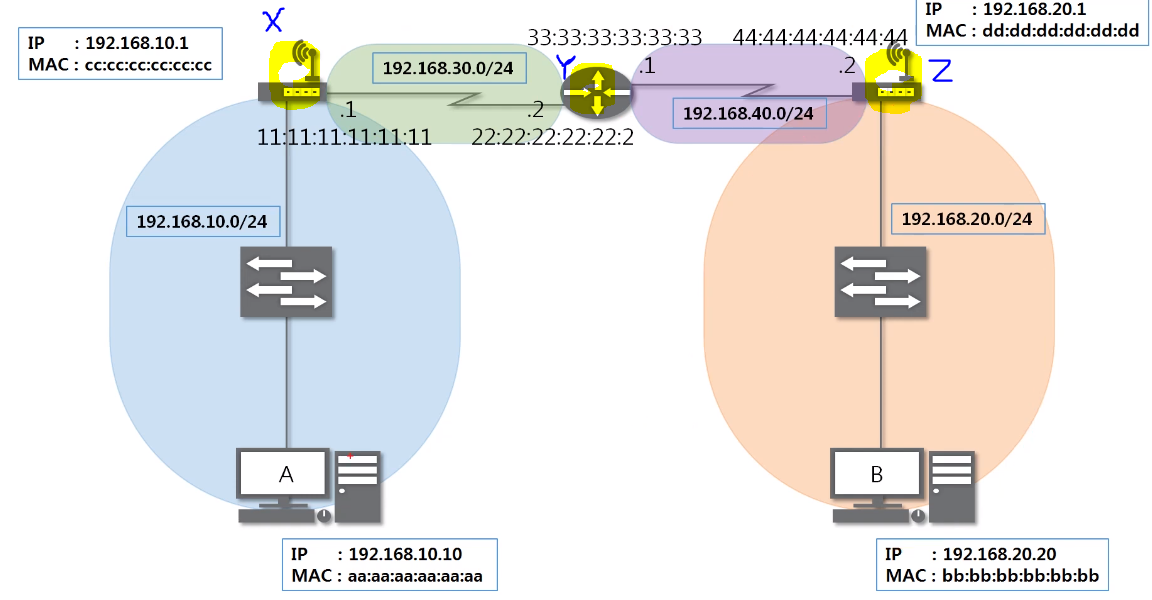 X
IP : 192.168.10.1
MAC : cc:cc:cc:cc:cc:cc
192.168.30.0/24
.1
11:11:11:11:11:11
Y
.2
22:22:22:22:22:2
33:33:33:33:33:33
.1
44:44:44:44:44:44
.2
192.168.40.0/24
Z
IP : 192.168.20.1
MAC : dd:dd:dd:dd:dd:dd
192.168.10.0/24
192.168.20.0/24
A
B
IP : 192.168.10.10
MAC : aa:aa:aa:aa:aa:aa
IP : 192.168.20.20
MAC : bb:bb:bb:bb:bb:bb